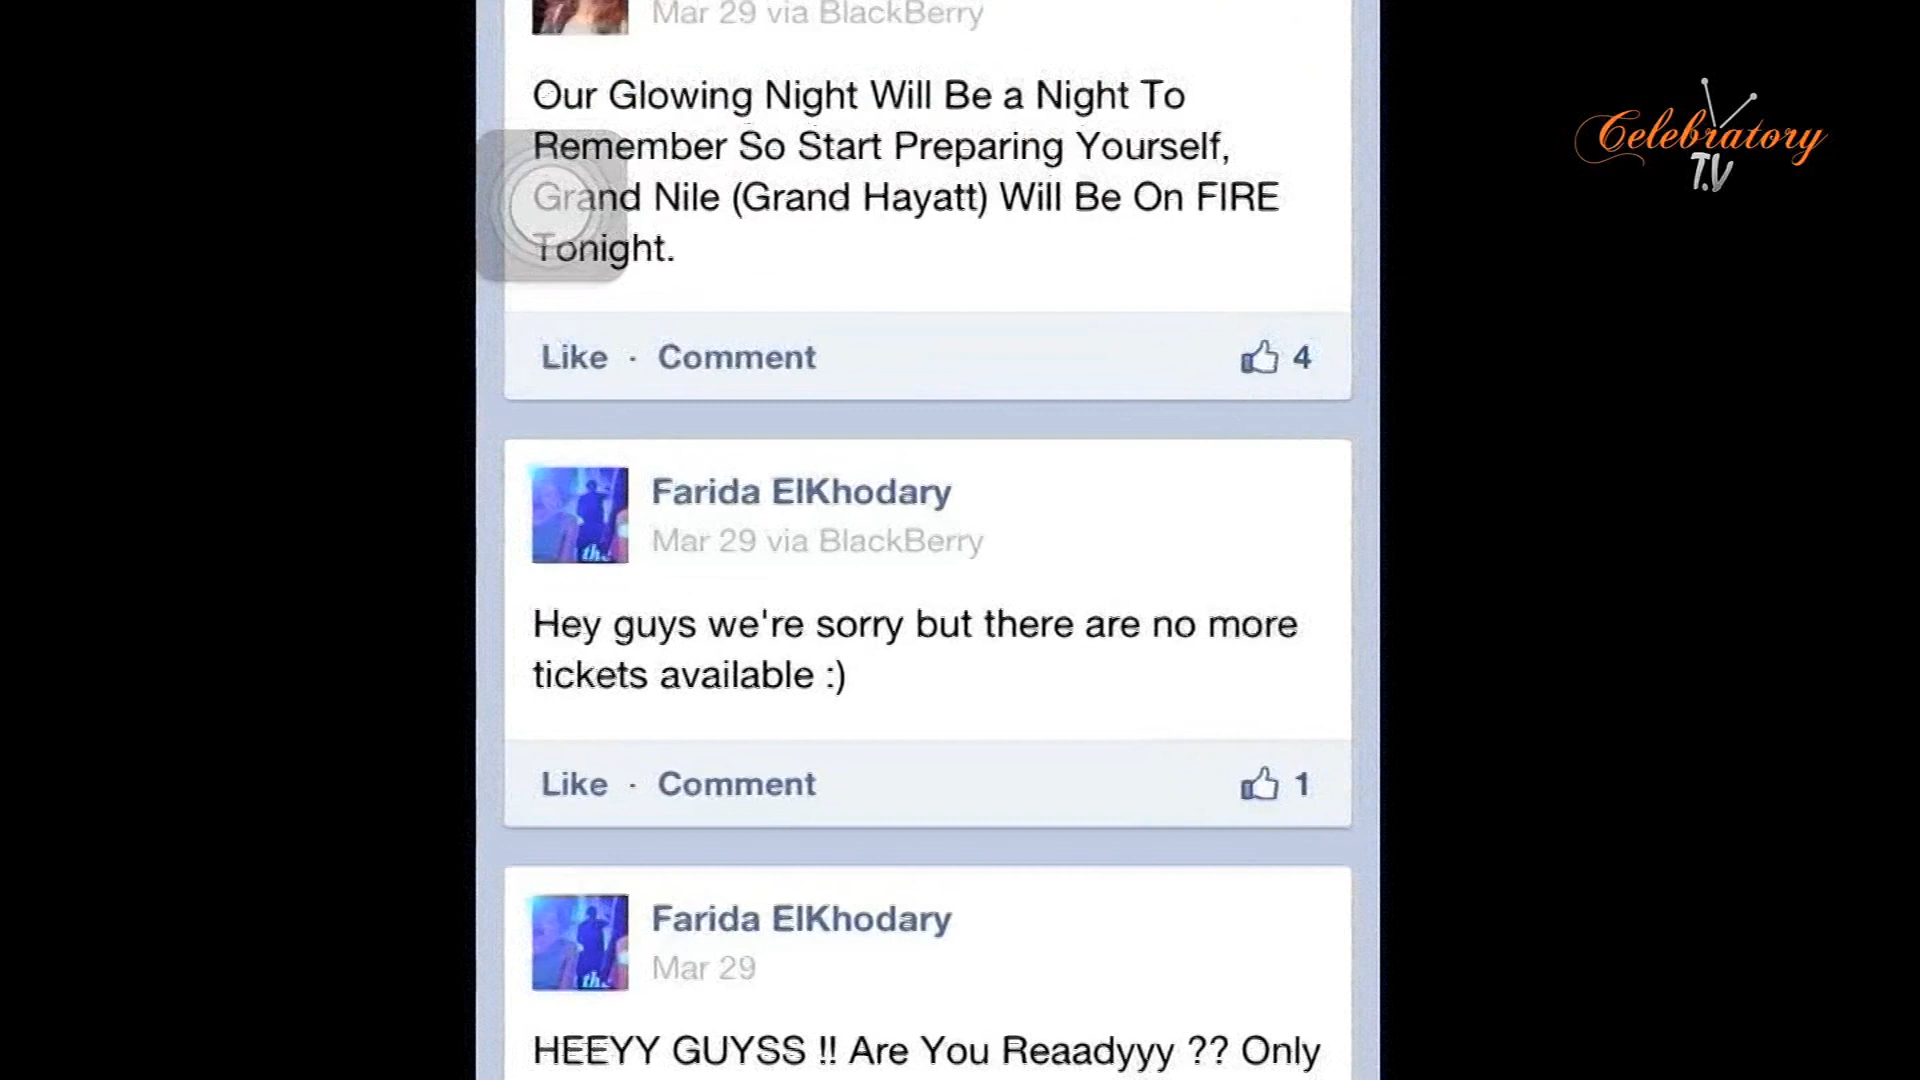 Mar 29 via BlackBerry
Our Glowing Night Will Be a Night To
Remember So Start Preparing Yourself,
Grand Nile (Grand Hayatt) Will Be On FIRE
Tonight.
Like · Comment 4
Farida ElKhodary
Mar 29 via BlackBerry
Hey guys we're sorry but there are no more
tickets available :)
Like · Comment 1
Farida ElKhodary
Mar 29
HEEYY GUYSS !! Are You Reaadyyy ?? Only
the
the
Celebratory
T.V